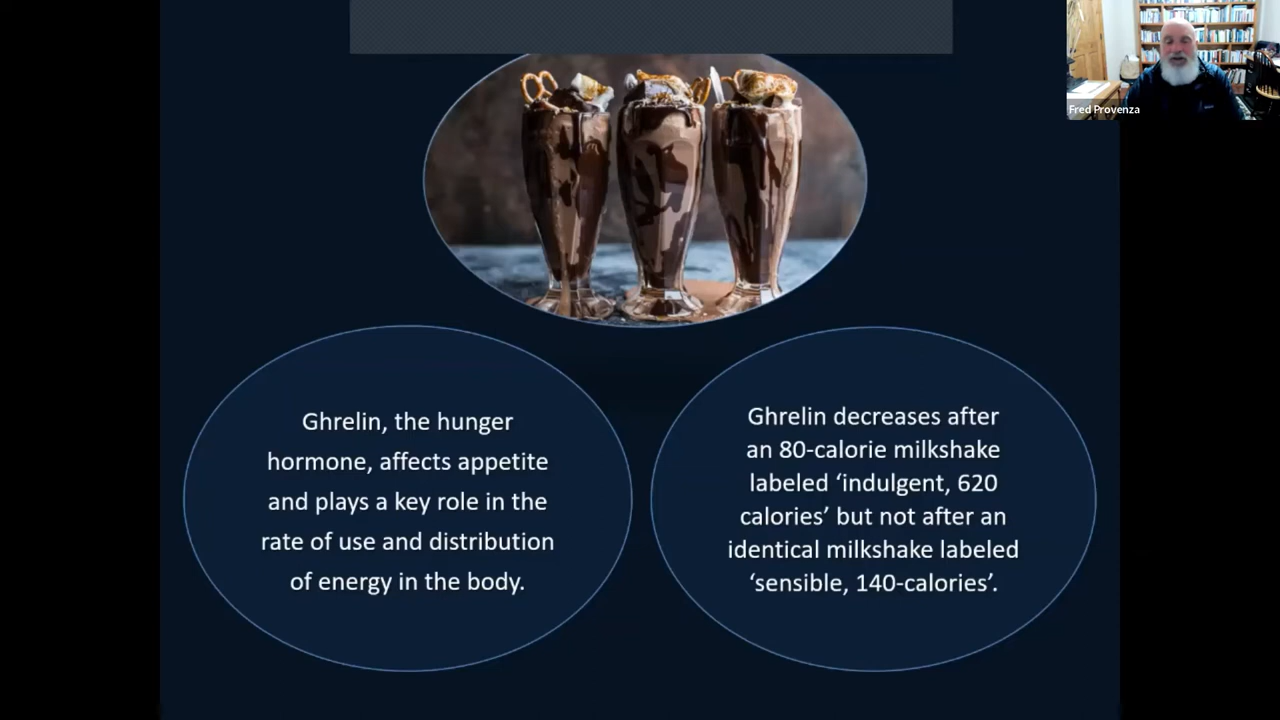 Fred Provenza
Ghrelin, the hunger
hormone, affects appetite
and plays a key role in the
rate of use and distribution
of energy in the body.
Ghrelin decreases after
an 80-calorie milkshake
labeled ‘indulgent, 620
calories’ but not after an
identical milkshake labeled
‘sensible, 140-calories’.